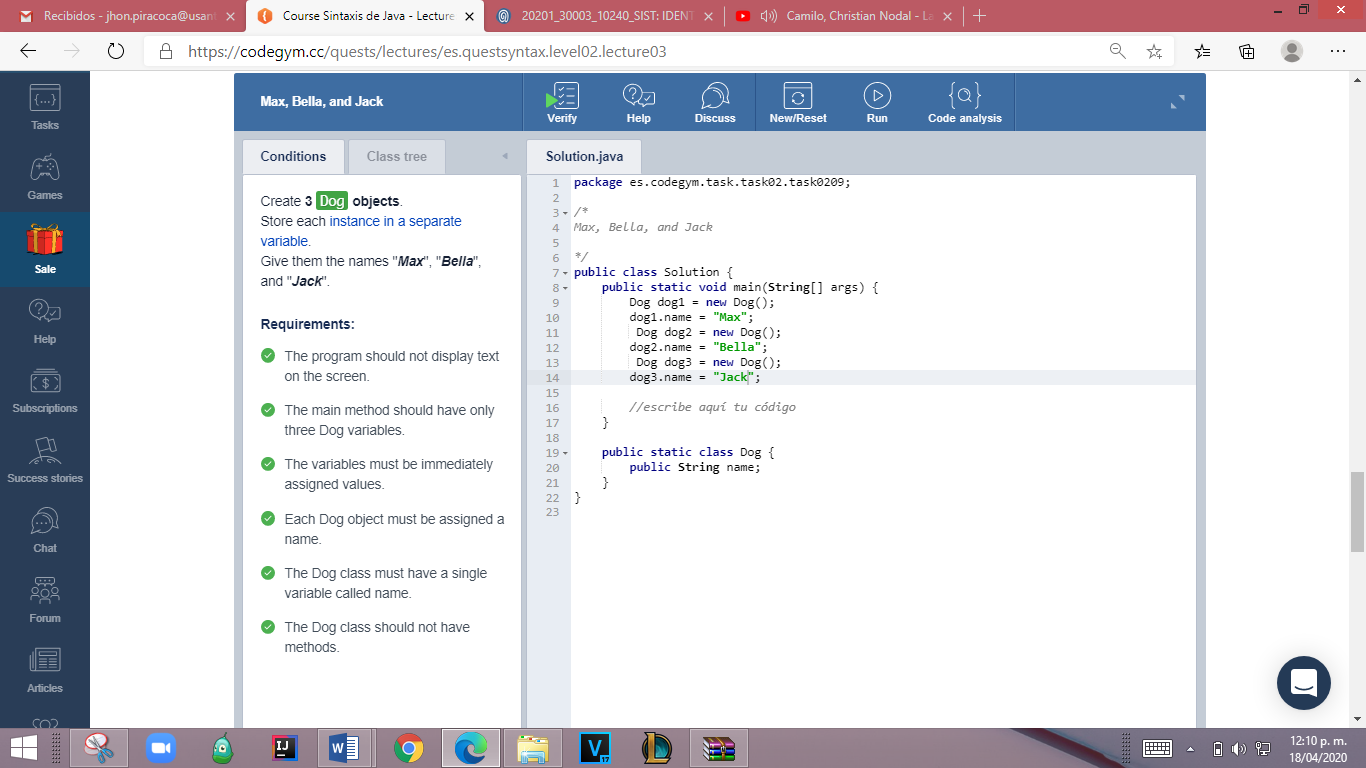 Recibidos - jhon.piracoca@usant
Course Sintaxis de Java - Lecture
20201_30003_10240_SIST: IDENT
Camilo, Christian Nodal - La
https://codegym.cc/quests/lectures/es.questsyntax.level02.lecture03
Tasks
Games
Sale
Help
Subscriptions
Success stories
Chat
Forum
Articles
Max, Bella, and Jack
Verify
Help
Discuss
New/Reset
Run
Code analysis
Conditions
Class tree
Create 3 Dog objects.
Store each instance in a separate
variable.
Give them the names "Max", "Bella",
and "Jack".
Requirements:
The program should not display text
on the screen.
The main method should have only
three Dog variables.
The variables must be immediately
assigned values.
Each Dog object must be assigned a
name.
The Dog class must have a single
variable called name.
The Dog class should not have
methods.
Solution.java
1 package es.codegym.task.task02.task0209;
2
3 /*
4 Max, Bella, and Jack
5
6 */
7 public class Solution {
8 public static void main(String[] args) {
9 Dog dog1 = new Dog();
10 dog1.name = "Max";
11 Dog dog2 = new Dog();
12 dog2.name = "Bella";
13 Dog dog3 = new Dog();
14 dog3.name = "Jack";
15
16 //escribe aquí tu código
17 }
18
19 public static class Dog {
20 public String name;
21 }
22 }
23
12:10 p. m.
18/04/2020